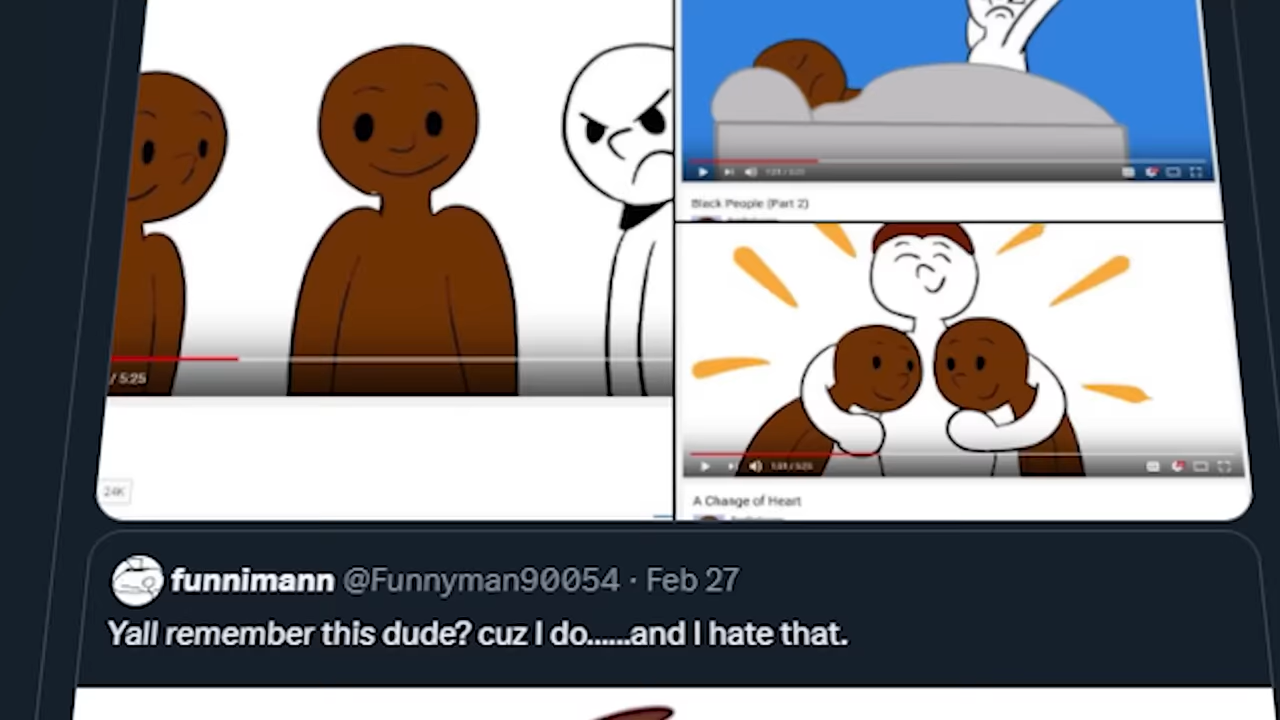 Black People (Part 2)
/ 5:25
24K
A Change of Heart
funnimann @Funnyman90054 · Feb 27
Yall remember this dude? cuz I do......and I hate that.